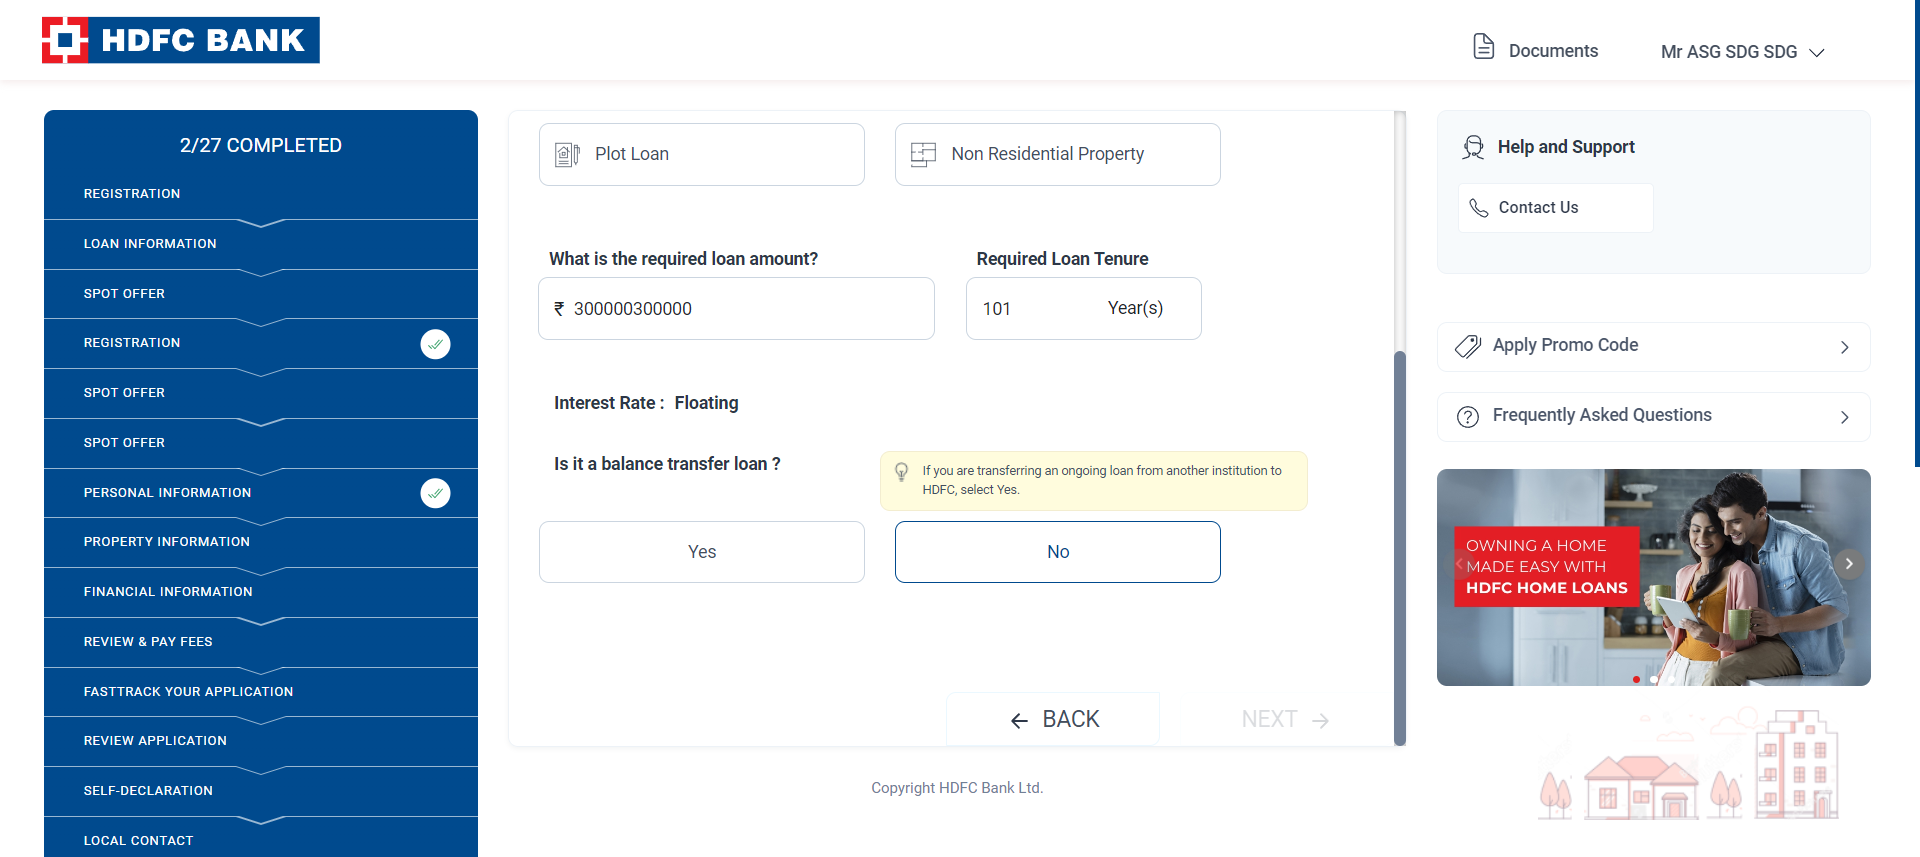 HDFC BANK
Documents
Mr ASG SDG SDG
2/27 COMPLETED
REGISTRATION
LOAN INFORMATION
SPOT OFFER
REGISTRATION
SPOT OFFER
SPOT OFFER
PERSONAL INFORMATION
PROPERTY INFORMATION
FINANCIAL INFORMATION
REVIEW & PAY FEES
FASTTRACK YOUR APPLICATION
REVIEW APPLICATION
SELF-DECLARATION
LOCAL CONTACT
Plot Loan
Non Residential Property
What is the required loan amount?
Required Loan Tenure
₹ 300000300000
101 Year(s)
Interest Rate : Floating
Is it a balance transfer loan ?
If you are transferring an ongoing loan from another institution to
HDFC, select Yes.
Yes
No
BACK
NEXT
Copyright HDFC Bank Ltd.
Help and Support
Contact Us
Apply Promo Code
Frequently Asked Questions
OWNING A HOME
MADE EASY WITH
HDFC HOME LOANS